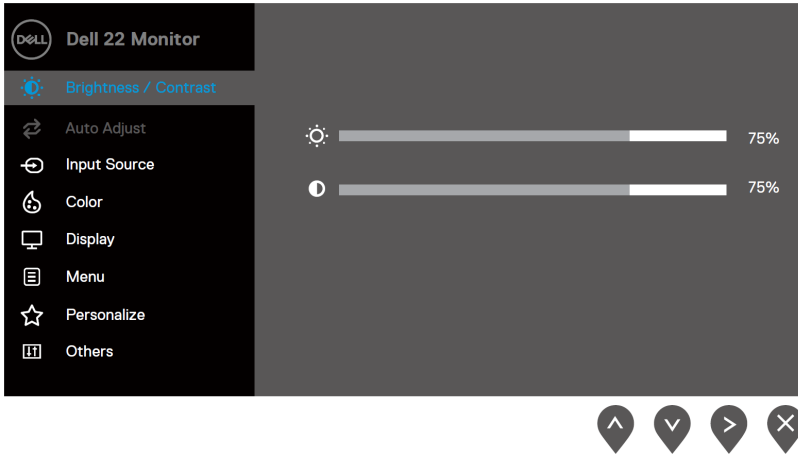 DELL
Dell 22 Monitor
Brightness / Contrast
Auto Adjust
75%
Input Source
75%
Color
Display
Menu
Personalize
Others